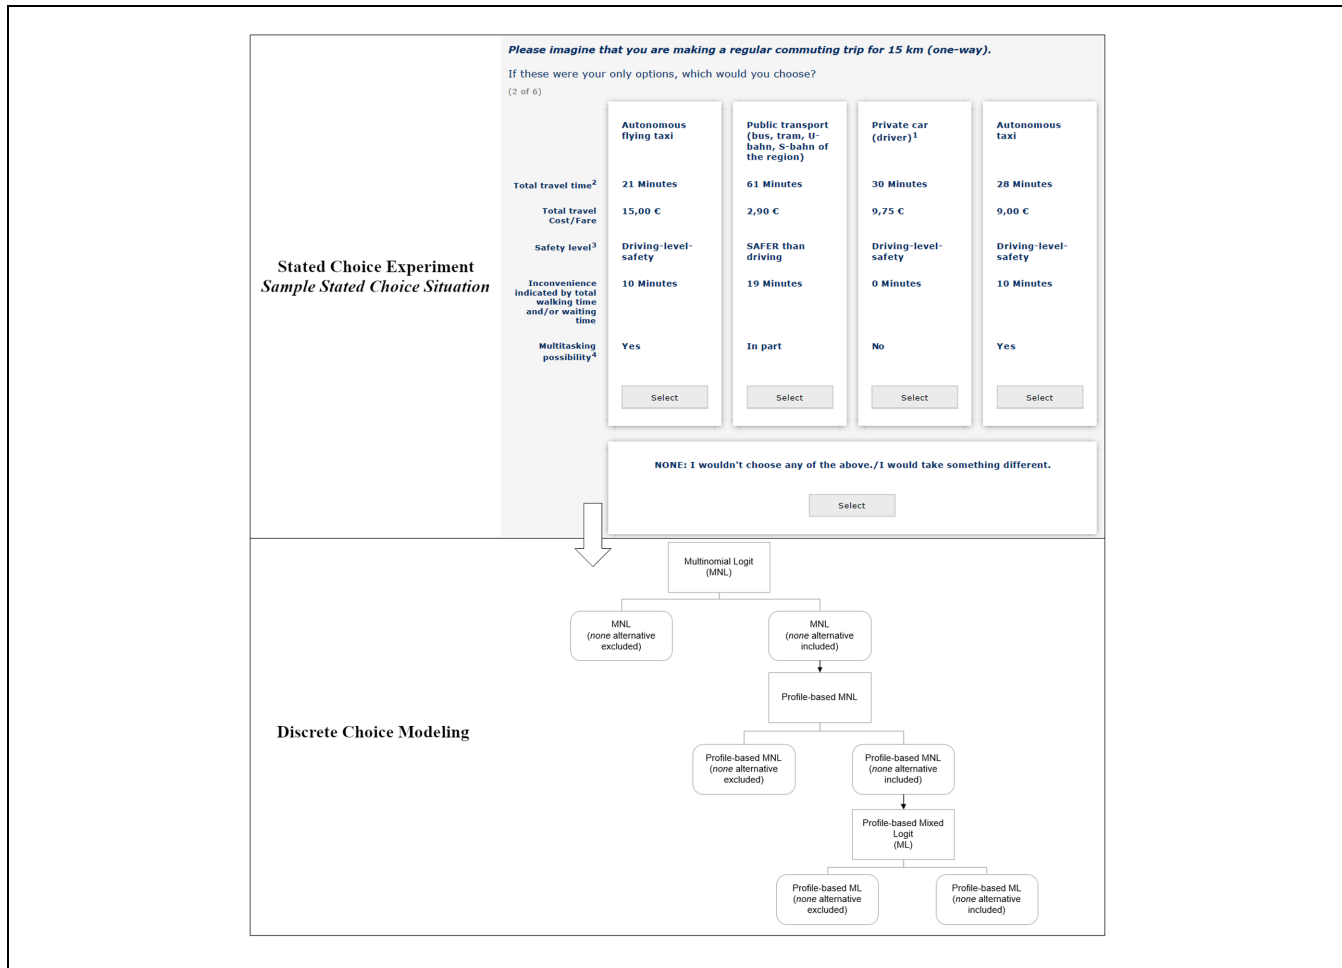 Please imagine that you are making a regular commuting trip for 15 km (one-way).
If these were your only options, which would you choose?
(2 of 6)
Autonomous
flying taxi
Public transport
(bus, tram, U-
bahn, S-bahn of
the region)
Private car
(driver)1
Autonomous
taxi
Total travel time2
21 Minutes
61 Minutes
30 Minutes
28 Minutes
Total travel
Cost/Fare
15,00 €
2,90 €
9,75 €
9,00 €
Safety level3
Driving-level-
safety
SAFER than
driving
Driving-level-
safety
Driving-level-
safety
Inconvenience
indicated by total
walking time
and/or waiting
time
10 Minutes
19 Minutes
0 Minutes
10 Minutes
Multitasking
possibility4
Yes
In part
No
Yes
Select
Select
Select
Select
NONE: I wouldn't choose any of the above./I would take something different.
Select
Stated Choice Experiment
Sample Stated Choice Situation
Multinomial Logit
(MNL)
MNL
(none alternative
excluded)
MNL
(none alternative
included)
Profile-based MNL
Profile-based MNL
(none alternative
excluded)
Profile-based MNL
(none alternative
included)
Profile-based Mixed
Logit
(ML)
Profile-based ML
(none alternative
excluded)
Profile-based ML
(none alternative
included)
Discrete Choice Modeling